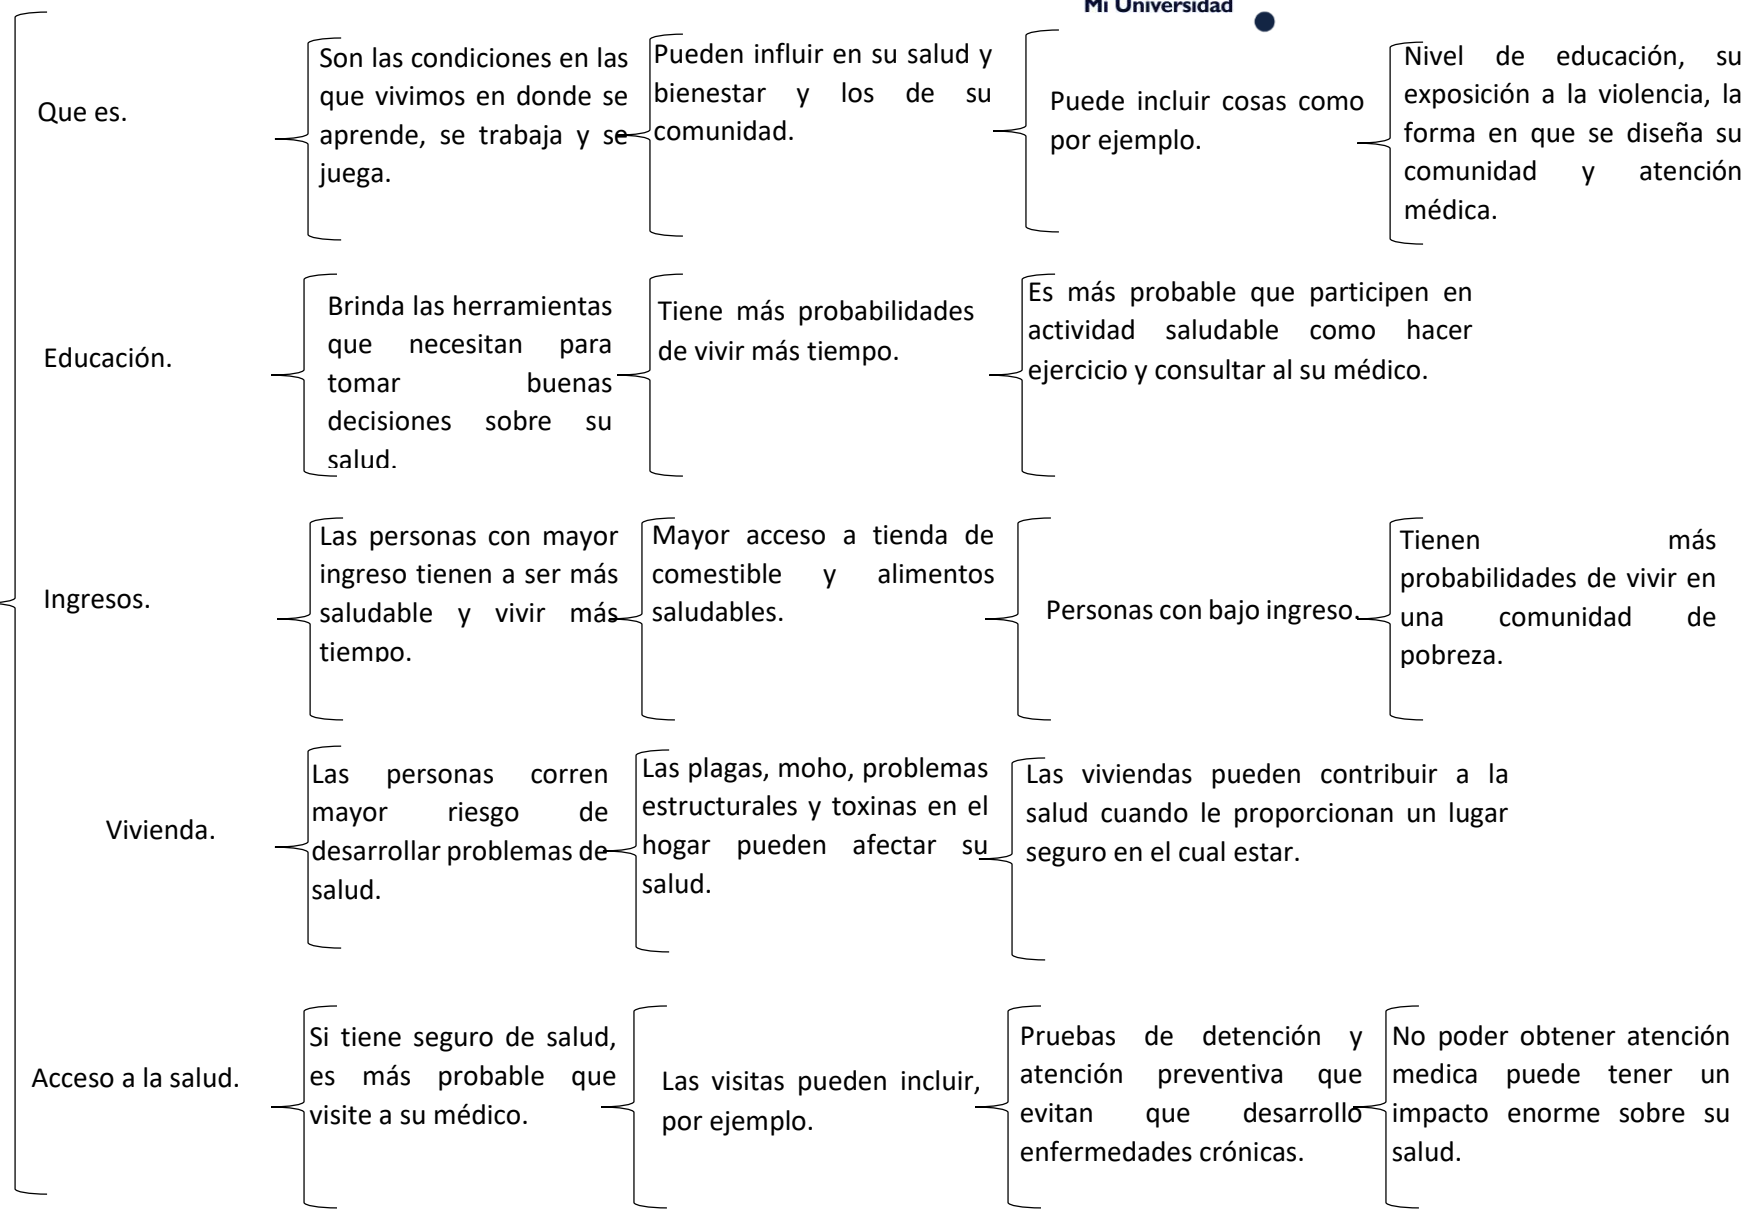 Mi Universidad
Que es.
Son las condiciones en las
que vivimos en donde se
aprende, se trabaja y se
juega.
Pueden influir en su salud y
bienestar y los de su
comunidad.
Puede incluir cosas como
por ejemplo.
Nivel de educación, su
exposición a la violencia, la
forma en que se diseña su
comunidad y atención
médica.
Educación.
Brinda las herramientas
que necesitan para
tomar buenas
decisiones sobre su
salud.
Tiene más probabilidades
de vivir más tiempo.
Es más probable que participen en
actividad saludable como hacer
ejercicio y consultar al su médico.
Ingresos.
Las personas con mayor
ingreso tienen a ser más
saludable y vivir más
tiempo.
Mayor acceso a tienda de
comestible y alimentos
saludables.
Personas con bajo ingreso.
Tienen más
probabilidades de vivir en
una comunidad de
pobreza.
Vivienda.
Las personas corren
mayor riesgo de
desarrollar problemas de
salud.
Las plagas, moho, problemas
estructurales y toxinas en el
hogar pueden afectar su
salud.
Las viviendas pueden contribuir a la
salud cuando le proporcionan un lugar
seguro en el cual estar.
Acceso a la salud.
Si tiene seguro de salud,
es más probable que
visite a su médico.
Las visitas pueden incluir,
por ejemplo.
Pruebas de detención y
atención preventiva que
evitan que desarrollo
enfermedades crónicas.
No poder obtener atención
medica puede tener un
impacto enorme sobre su
salud.